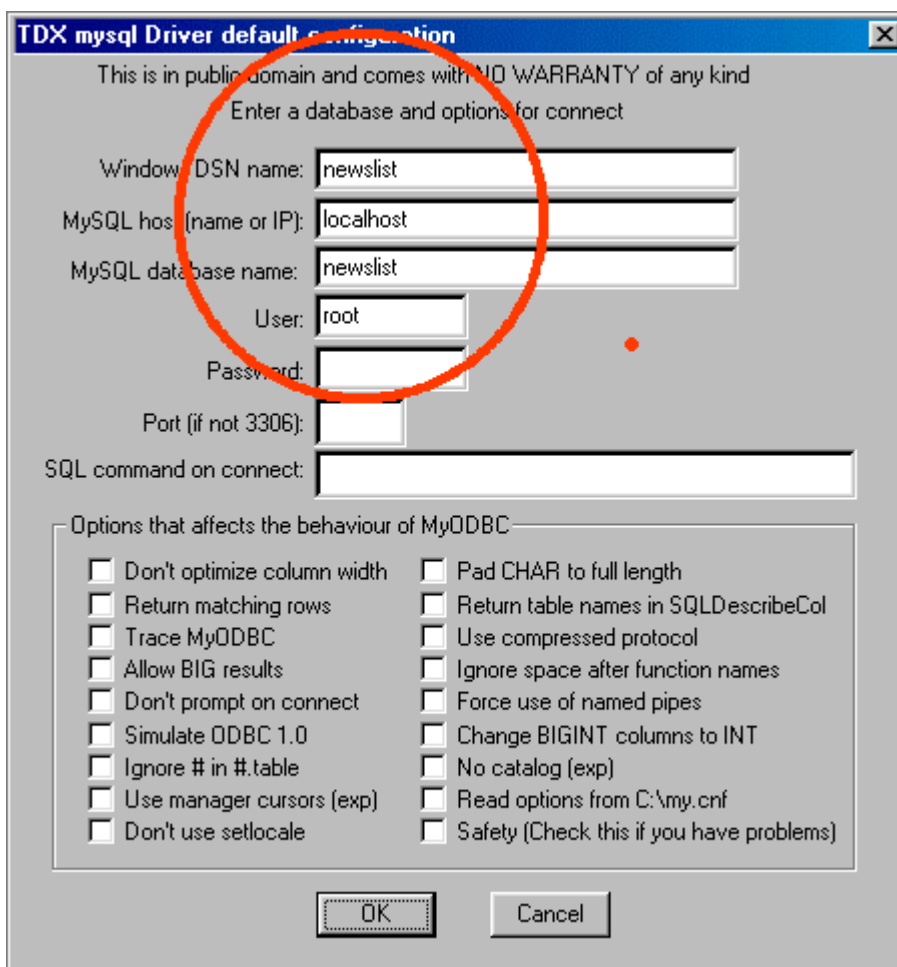 TDX mysql Driver default configuration
This is in public domain and comes with NO WARRANTY of any kind
Enter a database and options for connect
Windows DSN name: newslist
MySQL host (name or IP): localhost
MySQL database name: newslist
User: root
Password:
Port (if not 3306):
SQL command on connect:
Options that affects the behaviour of MyODBC
Don't optimize column width Pad CHAR to full length
Return matching rows Return table names in SQLDescribeCol
Trace MyODBC Use compressed protocol
Allow BIG results Ignore space after function names
Don't prompt on connect Force use of named pipes
Simulate ODBC 1.0 Change BIGINT columns to INT
Ignore # in #.table No catalog (exp)
Use manager cursors (exp) Read options from C:\my.cnf
Don't use setlocale Safety (Check this if you have problems)
OK Cancel